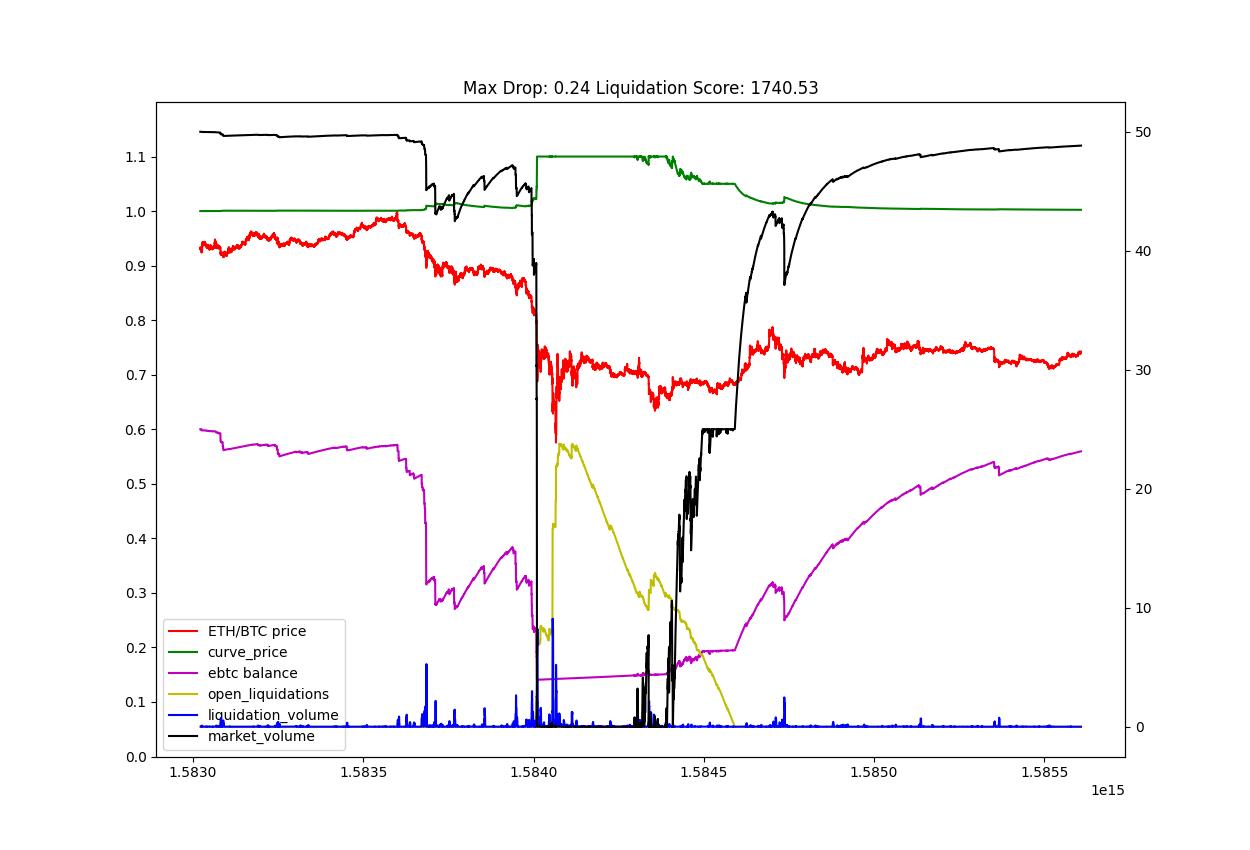 Max Drop: 0.24 Liquidation Score: 1740.53
1.1
1.0
0.9
0.8
0.7
0.6
0.5
0.4
0.3
0.2
0.1
0.0
50
40
30
20
10
0
ETH/BTC price
curve_price
ebtc balance
open_liquidations
liquidation_volume
market_volume
1.5830 1.5835 1.5840 1.5845 1.5850 1.5855
1e15